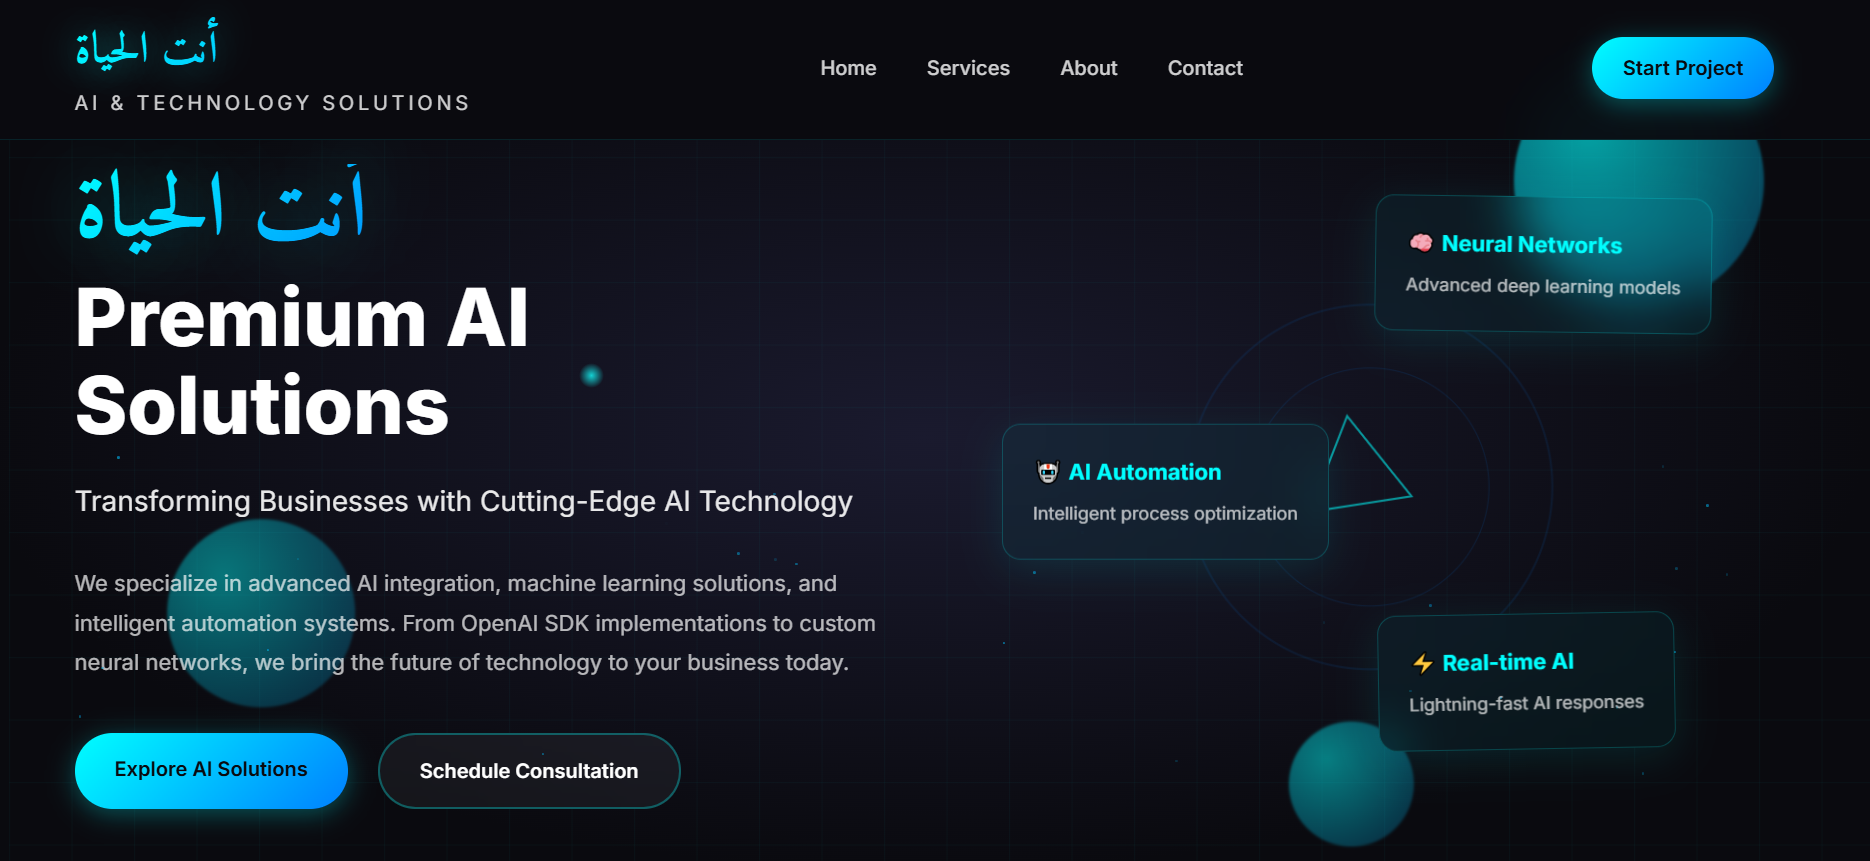 أنت الحياة
AI & TECHNOLOGY SOLUTIONS
Home
Services
About
Contact
Start Project
أنت الحياة
Premium AI
Solutions
Transforming Businesses with Cutting-Edge AI Technology
We specialize in advanced AI integration, machine learning solutions, and
intelligent automation systems. From OpenAI SDK implementations to custom
neural networks, we bring the future of technology to your business today.
Explore AI Solutions
Schedule Consultation
🧠 Neural Networks
Advanced deep learning models
🤖 AI Automation
Intelligent process optimization
⚡ Real-time AI
Lightning-fast AI responses